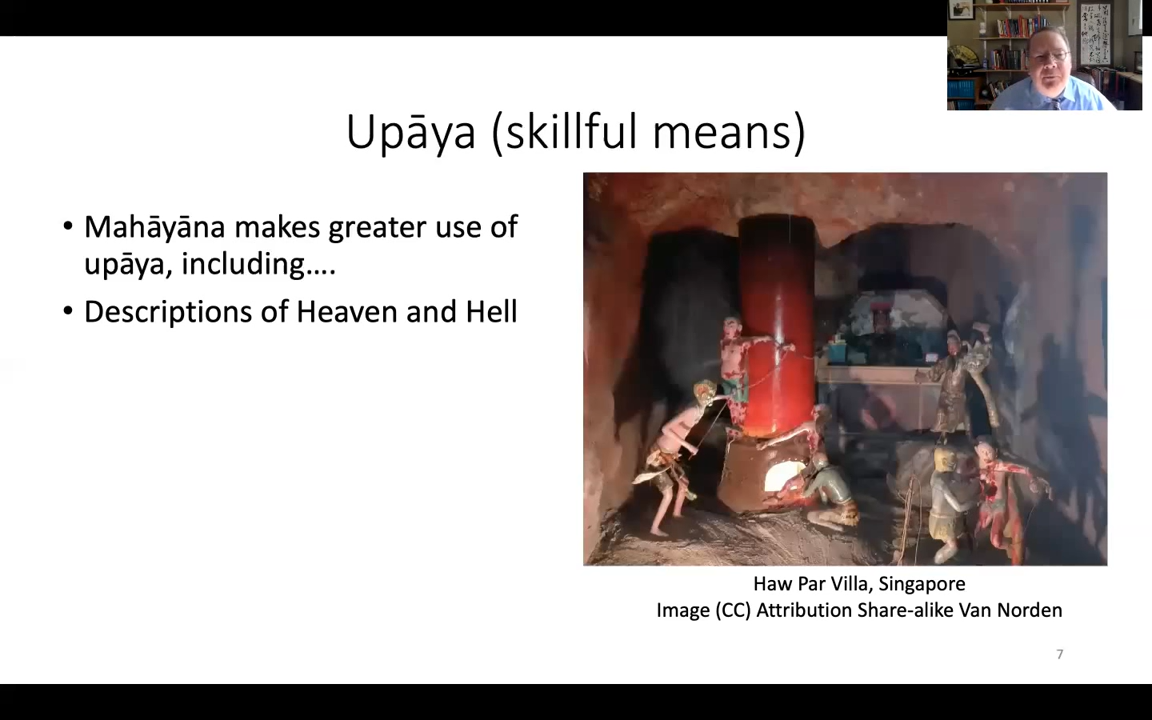 Upāya (skillful means)
• Mahāyāna makes greater use of
upāya, including....
• Descriptions of Heaven and Hell
Haw Par Villa, Singapore
Image (CC) Attribution Share-alike Van Norden
7